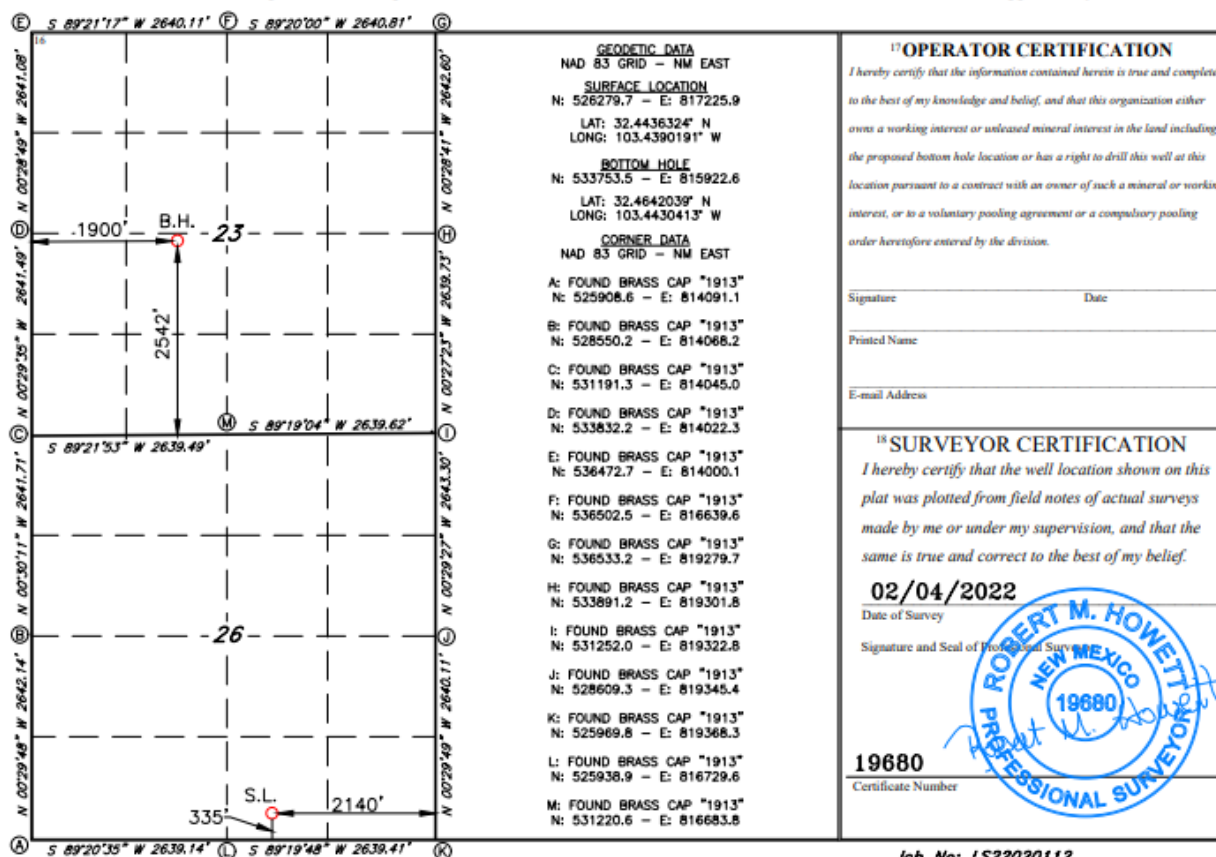 Ⓔ S 89°21'17" W 2640.11' Ⓕ S 89°20'00" W 2640.81' Ⓖ
16
N 00°28'49" W 2641.08'
N 00°28'41" W 2642.60'
Ⓓ 1900' B.H. 23 Ⓗ
N 00°29'35" W 2641.49'
2542'
N 00°27'23" W 2639.73'
Ⓒ Ⓜ S 89°19'04" W 2639.62' Ⓘ
S 89°21'53" W 2639.49'
N 00°30'11" W 2641.71'
N 00°29'27" W 2643.30'
Ⓑ 26 Ⓙ
N 00°29'48" W 2642.14'
N 00°29'49" W 2640.11'
S.L.
335' 2140'
Ⓐ S 89°20'35" W 2639.14' Ⓛ S 89°19'48" W 2639.41' Ⓚ
GEODETIC DATA
NAD 83 GRID – NM EAST
SURFACE LOCATION
N: 526279.7 – E: 817225.9
LAT: 32.4436324° N
LONG: 103.4390191° W
BOTTOM HOLE
N: 533753.5 – E: 815922.6
LAT: 32.4642039° N
LONG: 103.4430413° W
CORNER DATA
NAD 83 GRID – NM EAST
A: FOUND BRASS CAP "1913"
N: 525908.6 – E: 814091.1
B: FOUND BRASS CAP "1913"
N: 528550.2 – E: 814068.2
C: FOUND BRASS CAP "1913"
N: 531191.3 – E: 814045.0
D: FOUND BRASS CAP "1913"
N: 533832.2 – E: 814022.3
E: FOUND BRASS CAP "1913"
N: 536472.7 – E: 814000.1
F: FOUND BRASS CAP "1913"
N: 536502.5 – E: 816639.6
G: FOUND BRASS CAP "1913"
N: 536533.2 – E: 819279.7
H: FOUND BRASS CAP "1913"
N: 533891.2 – E: 819301.8
I: FOUND BRASS CAP "1913"
N: 531252.0 – E: 819322.8
J: FOUND BRASS CAP "1913"
N: 528609.3 – E: 819345.4
K: FOUND BRASS CAP "1913"
N: 525969.8 – E: 819368.3
L: FOUND BRASS CAP "1913"
N: 525938.9 – E: 816729.6
M: FOUND BRASS CAP "1913"
N: 531220.6 – E: 816683.8
17 OPERATOR CERTIFICATION
I hereby certify that the information contained herein is true and complete
to the best of my knowledge and belief, and that this organization either
owns a working interest or unleased mineral interest in the land including
the proposed bottom hole location or has a right to drill this well at this
location pursuant to a contract with an owner of such a mineral or workin
interest, or to a voluntary pooling agreement or a compulsory pooling
order heretofore entered by the division.
Signature Date
Printed Name
E-mail Address
18 SURVEYOR CERTIFICATION
I hereby certify that the well location shown on this
plat was plotted from field notes of actual surveys
made by me or under my supervision, and that the
same is true and correct to the best of my belief.
02/04/2022
Date of Survey
Signature and Seal of Professional Surveyor
ROBERT M. HOWETT
NEW MEXICO
19680
PROFESSIONAL SURVEYOR
Robert M. Howett
19680
Certificate Number
Job No: LS22020112